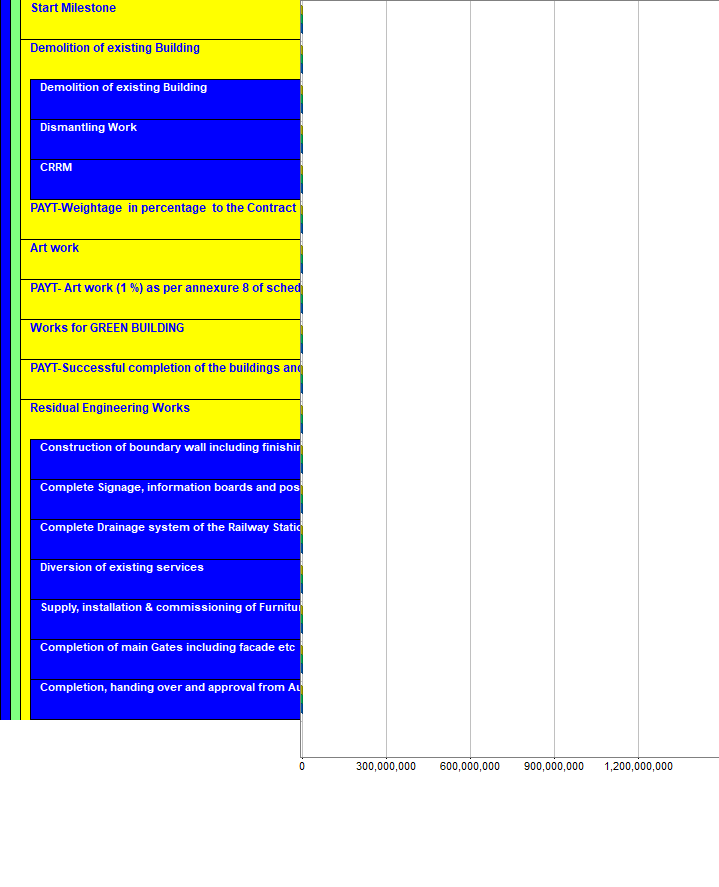 Start Milestone
Demolition of existing Building
Demolition of existing Building
Dismantling Work
CRRM
PAYT-Weightage in percentage to the Contract
Art work
PAYT- Art work (1 %) as per annexure 8 of sched
Works for GREEN BUILDING
PAYT-Successful completion of the buildings and
Residual Engineering Works
Construction of boundary wall including finishin
Complete Signage, information boards and pos
Complete Drainage system of the Railway Static
Diversion of existing services
Supply, installation & commissioning of Furnitu
Completion of main Gates including facade etc
Completion, handing over and approval from Au
0 300,000,000 600,000,000 900,000,000 1,200,000,000